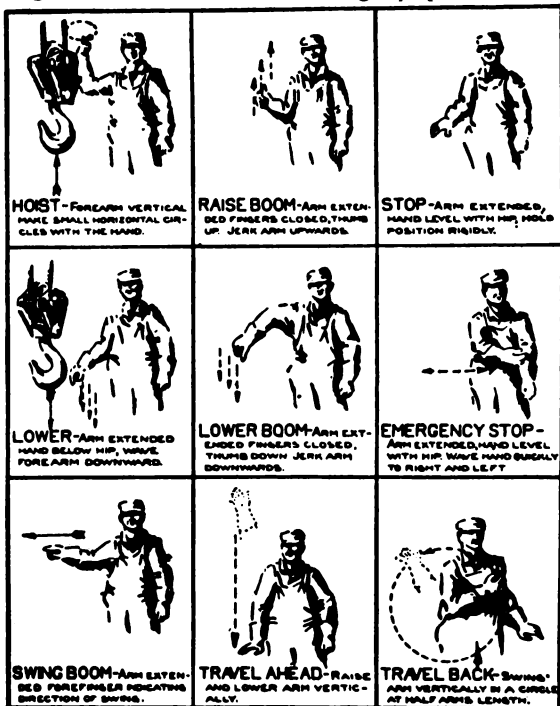 HOIST-FOREARM VERTICAL
MAKE SMALL HORIZONTAL CIR-
CLES WITH THE HAND.
RAISE BOOM-ARM EXTEN-
DED FINGERS CLOSED, THUMB
UP. JERK ARM UPWARDS
STOP-ARM EXTENDED,
HAND LEVEL WITH HIP, HOLD
POSITION RIGIDLY.
LOWER-ARM EXTENDED
HAND BELOW HIP, WAVE
FOREARM DOWNWARD.
LOWER BOOM-ARM EXT-
ENDED FINGERS CLOSED,
THUMB DOWN JERK ARM
DOWNWARDS.
EMERGENCY STOP-
ARM EXTENDED, HAND LEVEL
WITH HIP. WAVE HAND QUICKLY
TO RIGHT AND LEFT
SWING BOOM-ARM EXTEN-
DED FOREFINGER INDICATING
DIRECTION OF SWING.
TRAVEL AHEAD-RAISE
AND LOWER ARM VERTIC-
ALLY.
TRAVEL BACK-SWING
ARM VERTICALLY IN A CIRCLE
AT HALF ARMS LENGTH.